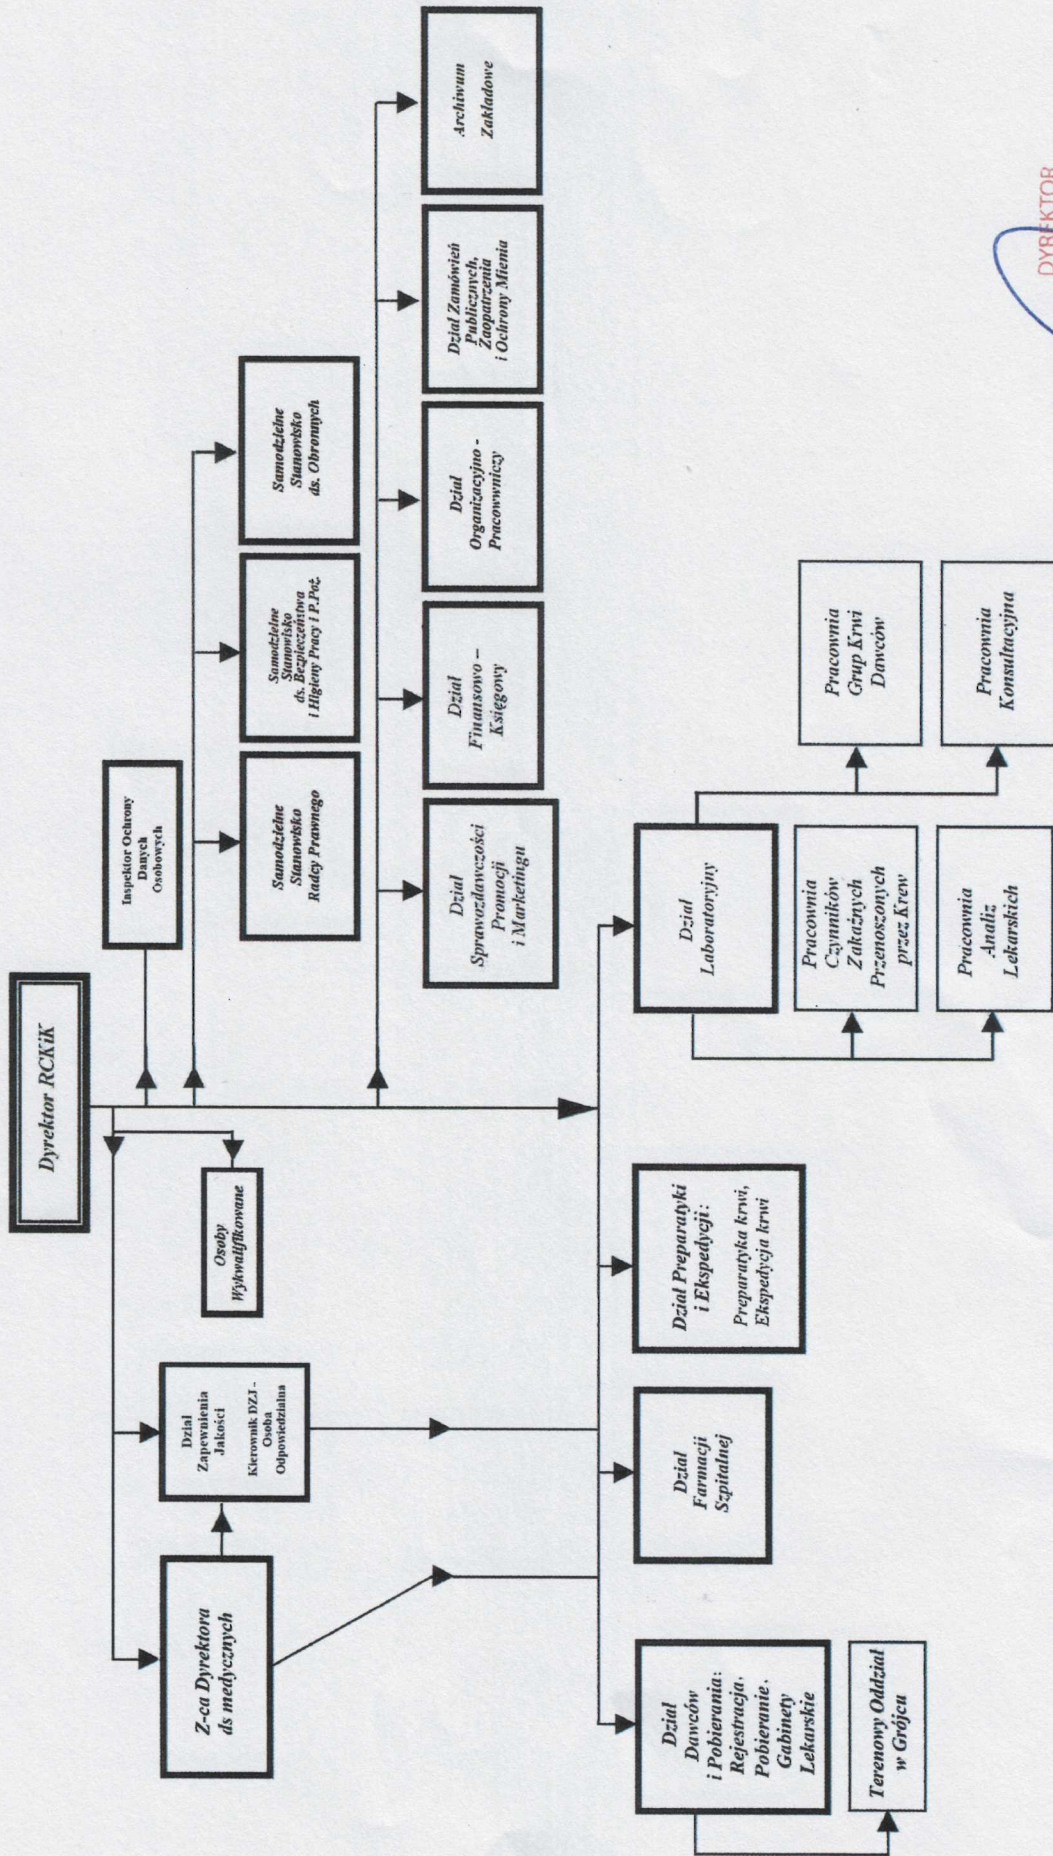 Dyrektor RCKiK
Inspektor Ochrony
Danych
Osobowych
Osoby
Wykwalifikowane
Z-ca Dyrektora
ds medycznych
Dział
Zapewnienia
Jakości
Kierownik DZJ -
Osoba
Odpowiedzialna
Samodzielne
Stanowisko
Radcy Prawnego
Samodzielne
Stanowisko
ds. Bezpieczeństwa
i Higieny Pracy i P.Poż.
Samodzielne
Stanowisko
ds. Obronnych
Dział
Sprawozdawczości
Promocji
i Marketingu
Dział
Finansowo –
Księgowy
Dział
Organizacyjno -
Pracowwniczy
Dział Zamówień
Publicznych,
Zaopatrzenia
i Ochrony Mienia
Archiwum
Zakładowe
Dział
Dawców
i Pobierania:
Rejestracja.
Pobieranie.
Gabinety
Lekarskie
Terenowy Oddział
w Grójcu
Dział
Farmacji
Szpitalnej
Dział Preparatyki
i Ekspedycji:
Preparatyka krwi,
Ekspedycja krwi
Dział
Laboratoryjny
Pracownia
Czynników
Zakaźnych
Przenoszonych
przez Krew
Pracownia
Analiz
Lekarskich
Pracownia
Grup Krwi
Dawców
Pracownia
Konsultacyjna
DYREKTOR